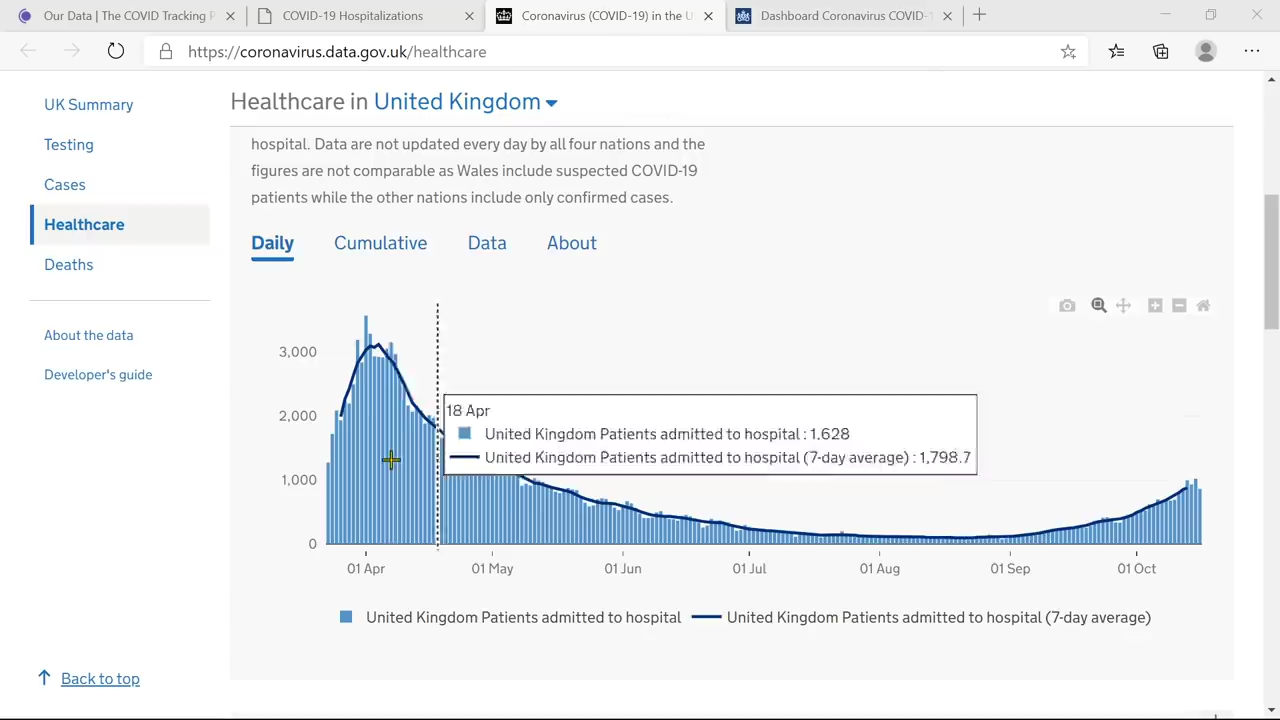 Our Data | The COVID Tracking P
COVID-19 Hospitalizations
Coronavirus (COVID-19) in the U
Dashboard Coronavirus COVID-1
https://coronavirus.data.gov.uk/healthcare
UK Summary
Testing
Cases
Healthcare
Deaths
About the data
Developer's guide
Back to top
Healthcare in United Kingdom
hospital. Data are not updated every day by all four nations and the
figures are not comparable as Wales include suspected COVID-19
patients while the other nations include only confirmed cases.
Daily Cumulative Data About
3,000
2,000
1,000
0
18 Apr
United Kingdom Patients admitted to hospital : 1,628
United Kingdom Patients admitted to hospital (7-day average) : 1,798.7
01 Apr 01 May 01 Jun 01 Jul 01 Aug 01 Sep 01 Oct
United Kingdom Patients admitted to hospital United Kingdom Patients admitted to hospital (7-day average)